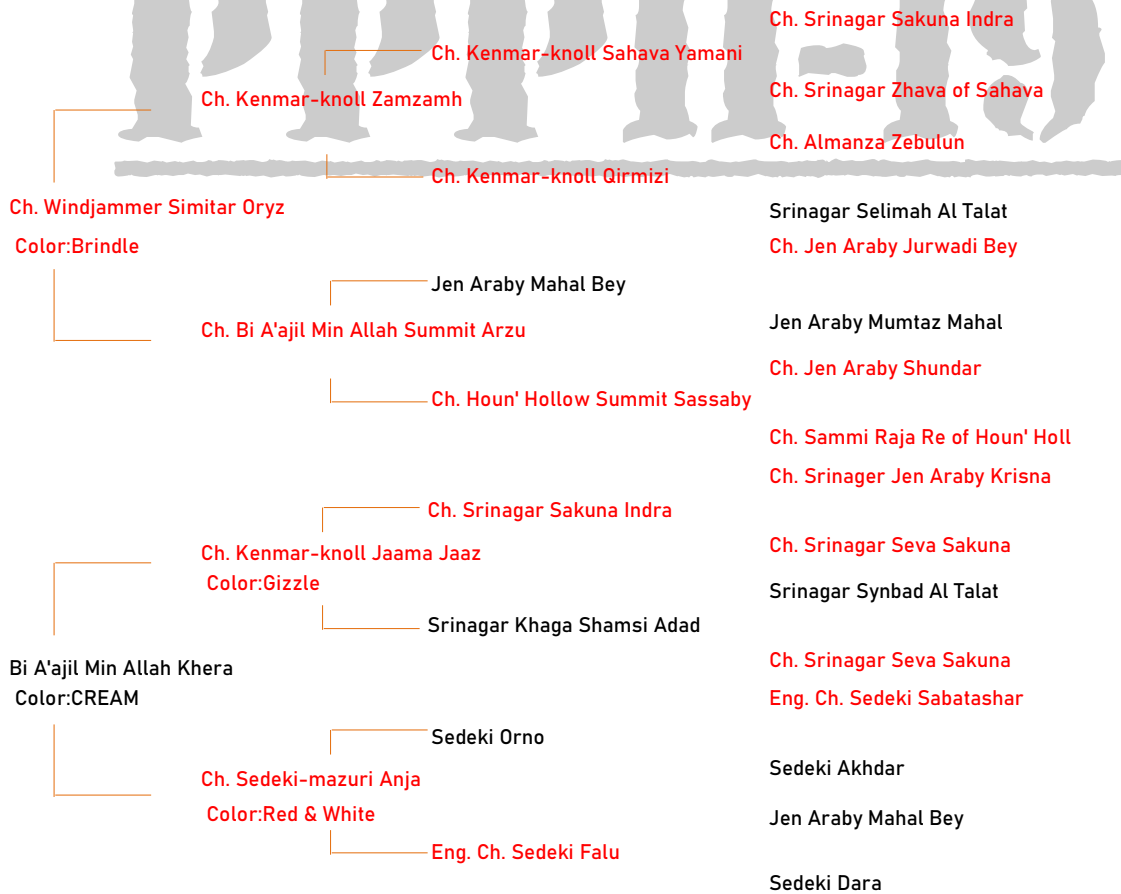 Ch. Srinagar Sakuna Indra
Ch. Kenmar-knoll Sahava Yamani
Ch. Kenmar-knoll Zamzamh
Ch. Srinagar Zhava of Sahava
Ch. Almanza Zebulun
Ch. Kenmar-knoll Qirmizi
Ch. Windjammer Simitar Oryz
Srinagar Selimah Al Talat
Color:Brindle
Ch. Jen Araby Jurwadi Bey
Jen Araby Mahal Bey
Ch. Bi A'ajil Min Allah Summit Arzu
Jen Araby Mumtaz Mahal
Ch. Jen Araby Shundar
Ch. Houn' Hollow Summit Sassaby
Ch. Sammi Raja Re of Houn' Holl
Ch. Srinager Jen Araby Krisna
Ch. Srinagar Sakuna Indra
Ch. Kenmar-knoll Jaama Jaaz
Ch. Srinagar Seva Sakuna
Color:Gizzle
Srinagar Synbad Al Talat
Srinagar Khaga Shamsi Adad
Ch. Srinagar Seva Sakuna
Bi A'ajil Min Allah Khera
Color:CREAM
Eng. Ch. Sedeki Sabatashar
Sedeki Orno
Sedeki Akhdar
Ch. Sedeki-mazuri Anja
Color:Red & White
Jen Araby Mahal Bey
Eng. Ch. Sedeki Falu
Sedeki Dara